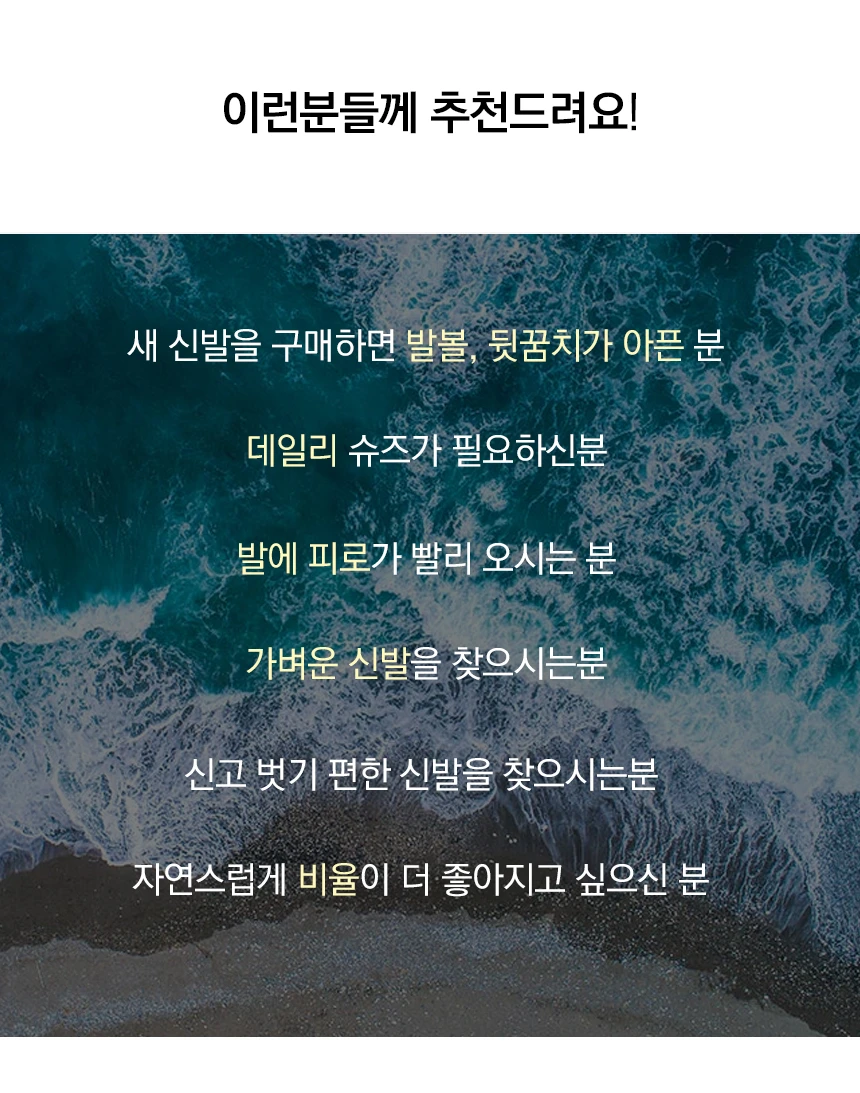 이런분들께 추천드려요!
새 신발을 구매하면 발볼, 뒷꿈치가 아픈 분
데일리 슈즈가 필요하신분
발에 피로가 빨리 오시는 분
가벼운 신발을 찾으시는분
신고 벗기 편한 신발을 찾으시는분
자연스럽게 비율이 더 좋아지고 싶으신 분